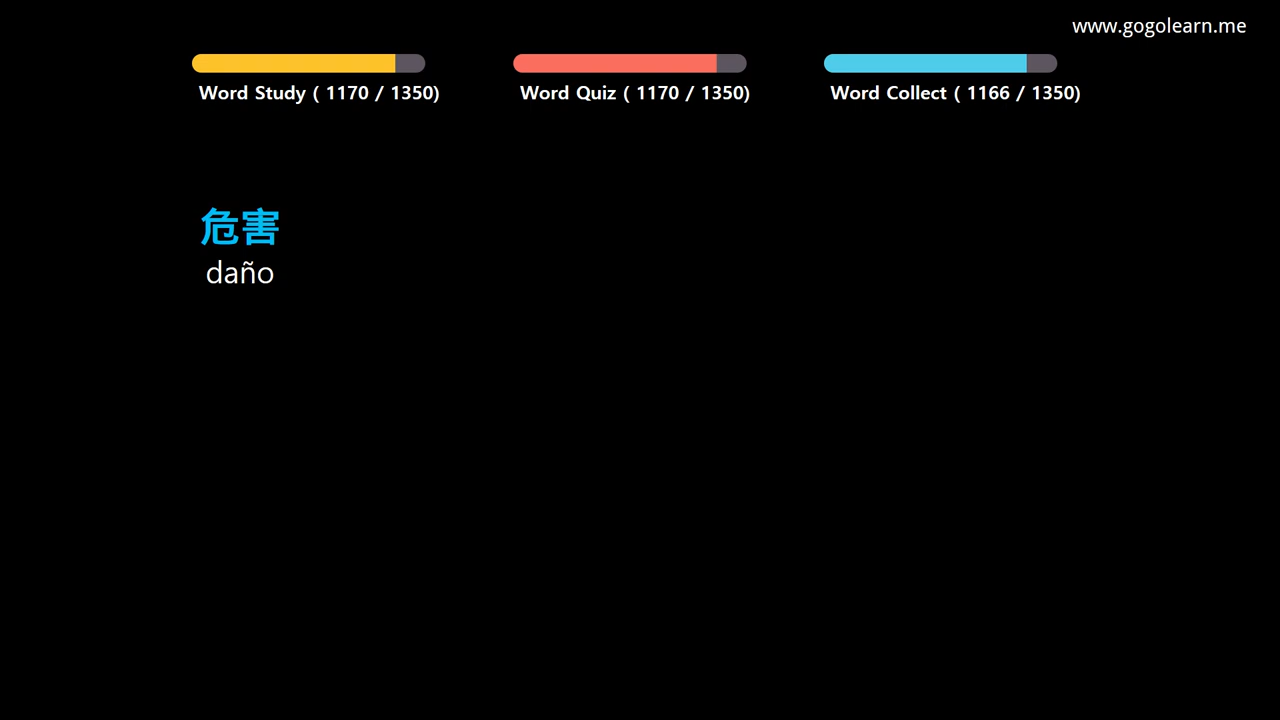 www.gogolearn.me
Word Study ( 1170 / 1350)
Word Quiz ( 1170 / 1350)
Word Collect ( 1166 / 1350)
危害
daño